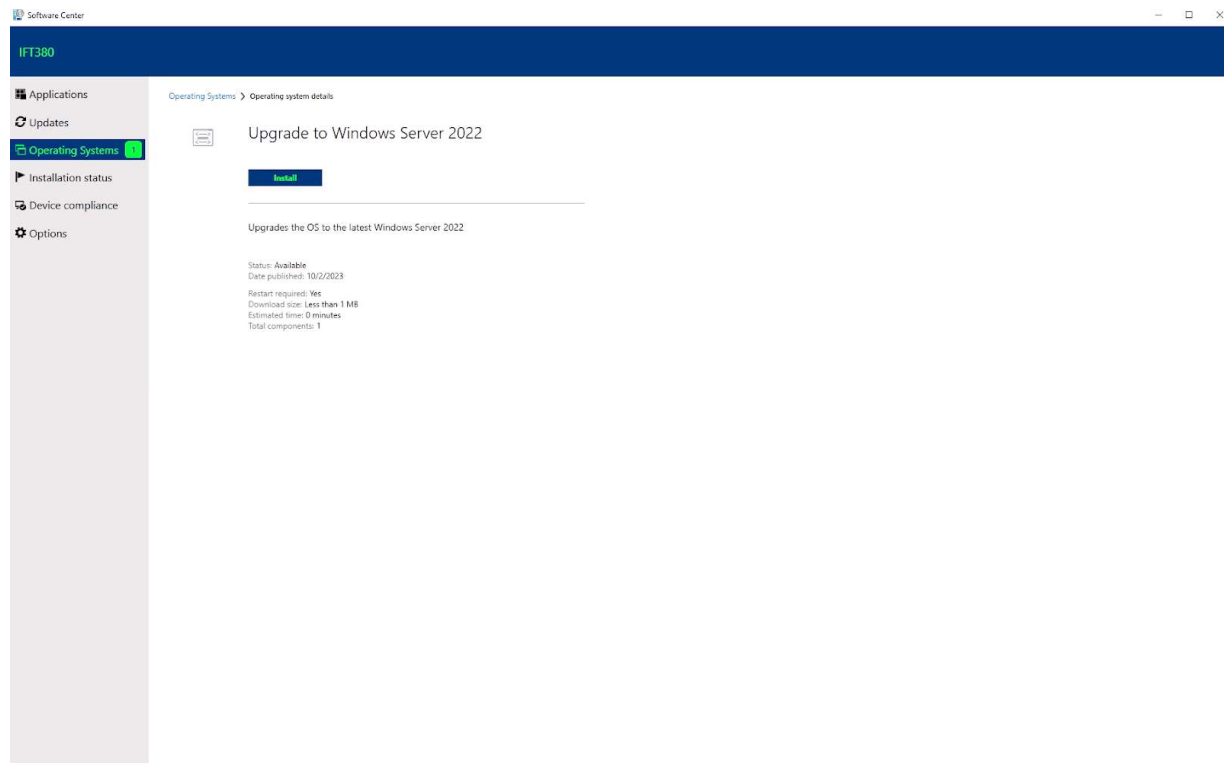 Software Center
IFT380
Applications
Updates
Operating Systems 1
Installation status
Device compliance
Options
Operating Systems > Operating system details
Upgrade to Windows Server 2022
Install
Upgrades the OS to the latest Windows Server 2022
Status: Available
Date published: 10/2/2023
Restart required: Yes
Download size: Less than 1 MB
Estimated time: 0 minutes
Total components: 1